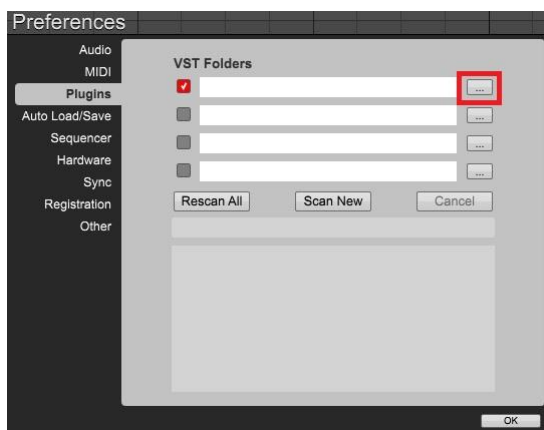 Preferences
Audio
MIDI
Plugins
Auto Load/Save
Sequencer
Hardware
Sync
Registration
Other
VST Folders
...
...
...
...
Rescan All Scan New Cancel
OK